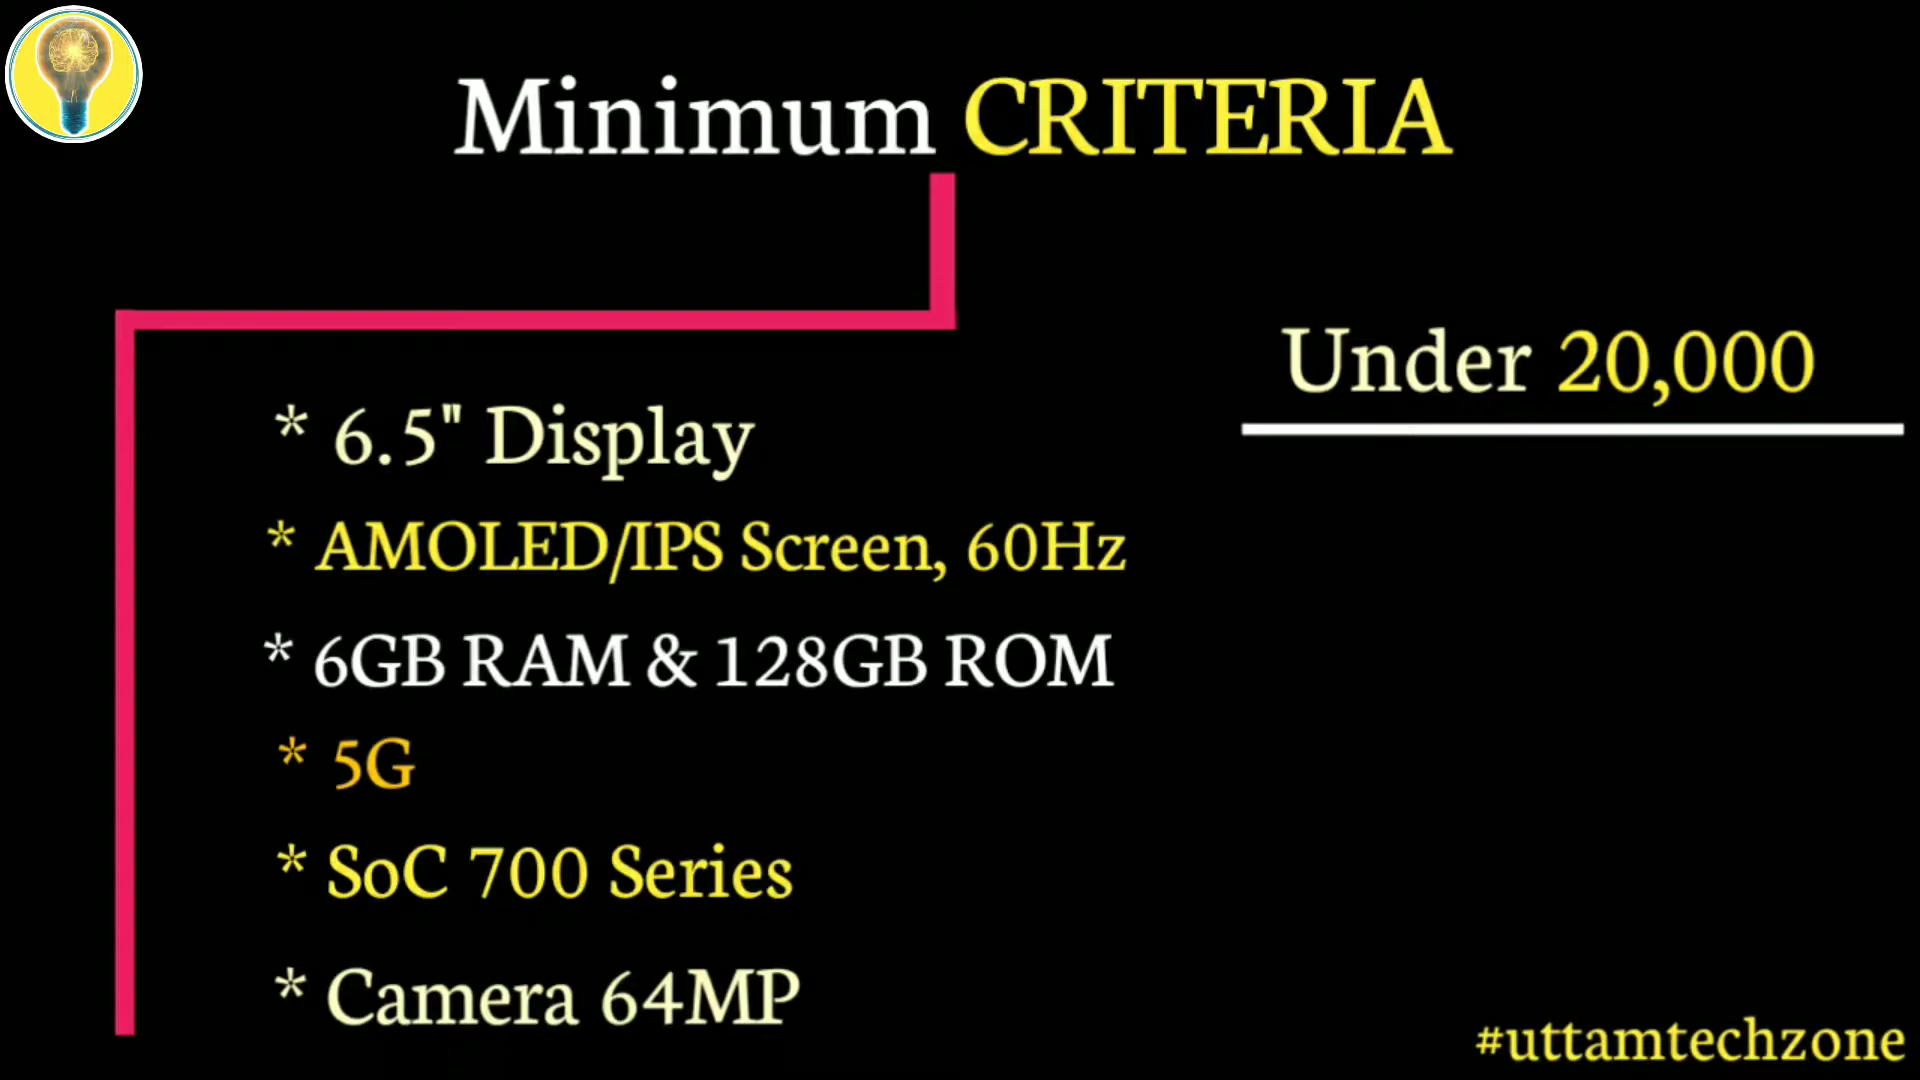 Minimum CRITERIA
Under 20,000
* 6.5" Display
* AMOLED/IPS Screen, 60Hz
* 6GB RAM & 128GB ROM
* 5G
* SoC 700 Series
* Camera 64MP
#uttamtechzone